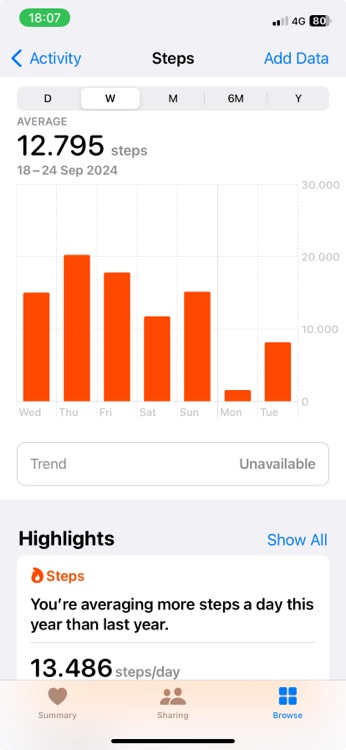 18:07
4G 80
Activity
Steps
Add Data
D W M 6M Y
AVERAGE
12.795 steps
18–24 Sep 2024
30.000
20.000
10.000
0
Wed Thu Fri Sat Sun Mon Tue
Trend Unavailable
Highlights Show All
Steps
You’re averaging more steps a day this
year than last year.
13.486 steps/day
Summary Sharing Browse